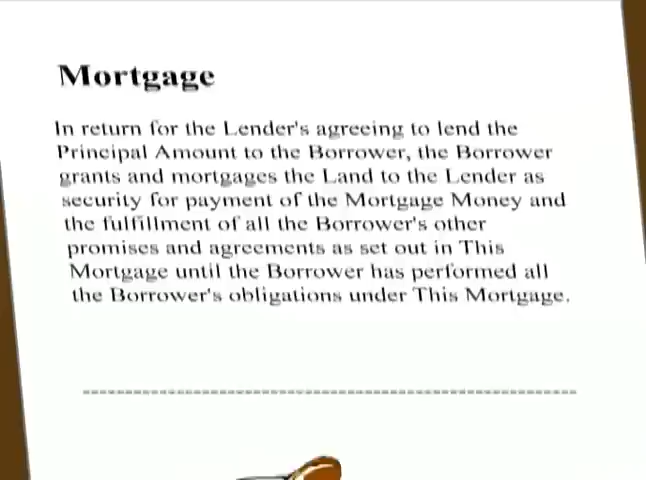 Mortgage
In return for the Lender's agreeing to lend the
Principal Amount to the Borrower, the Borrower
grants and mortgages the Land to the Lender as
security for payment of the Mortgage Money and
the fulfillment of all the Borrower's other
promises and agreements as set out in This
Mortgage until the Borrower has performed all
the Borrower's obligations under This Mortgage.